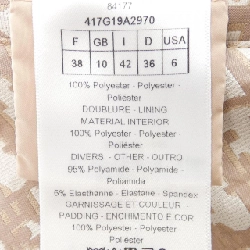 84177
417G19A2970
F GB I D USA
38 10 42 36 6
100% Polyester - Polyester -
Poliéster
DOUBLURE - LINING
MATERIAL INTERIOR
100% Polyester - Polyester -
Poliéster
DIVERS - OTHER - OUTRO
95% Polyamide - Polyamide -
Poliamida
5% Elasthanne - Elastane - Spandex
GARNISSAGE ET COULEUR
PADDING - ENCHIMENTO E COR
100% Polyester - Polyester -
Poliéster